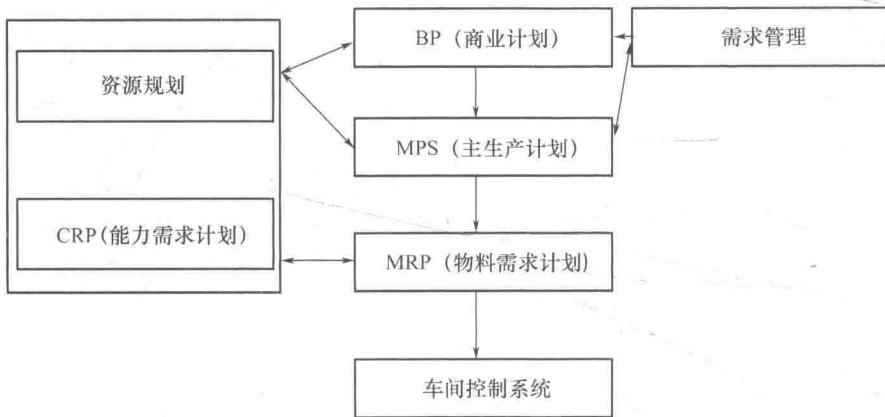 BP（商业计划）
需求管理
资源规划
MPS（主生产计划）
CRP(能力需求计划)
MRP（物料需求计划)
车间控制系统